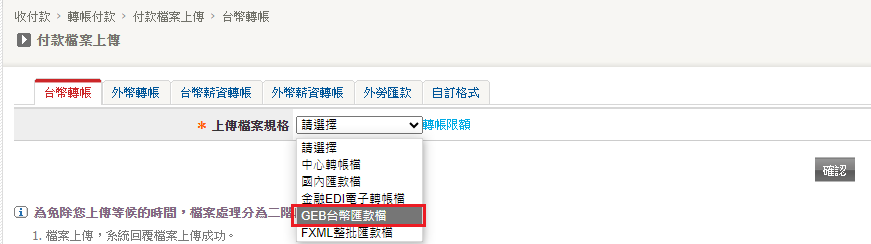 收付款 › 轉帳付款 › 付款檔案上傳 › 台幣轉帳
付款檔案上傳
台幣轉帳 外幣轉帳 台幣薪資轉帳 外幣薪資轉帳 外勞匯款 自訂格式
* 上傳檔案規格 請選擇 轉帳限額
請選擇
中心轉帳檔
國內匯款檔
金融EDI電子轉帳檔
GEB台幣匯款檔
FXML整批匯款檔
確認
為免除您上傳等候的時間，檔案處理分為二階
1. 檔案上傳，系統回覆檔案上傳成功。